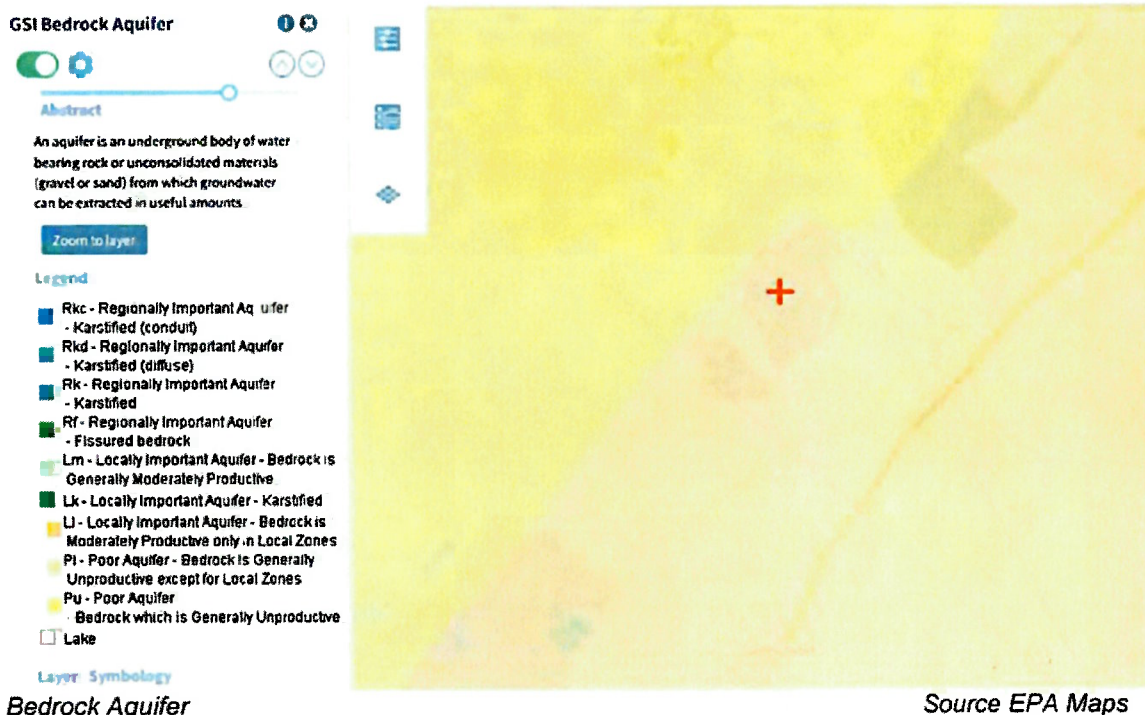 GSI Bedrock Aquifer
Abstract
An aquifer is an underground body of water
bearing rock or unconsolidated materials
(gravel or sand) from which groundwater
can be extracted in useful amounts
Zoom to layer
Legend
Rkc - Regionally Important Aq uifer
- Karstified (conduit)
Rkd - Regionally Important Aquifer
- Karstified (diffuse)
Rk - Regionally Important Aquifer
- Karstified
Rf - Regionally Important Aquifer
- Fissured bedrock
Lm - Locally Important Aquifer - Bedrock is
Generally Moderately Productive
Lk - Locally Important Aquifer - Karstified
Ll - Locally Important Aquifer - Bedrock is
Moderately Productive only in Local Zones
Pl - Poor Aquifer - Bedrock is Generally
Unproductive except for Local Zones
Pu - Poor Aquifer
- Bedrock which is Generally Unproductive
Lake
Layer Symbology
Bedrock Aquifer
Source EPA Maps